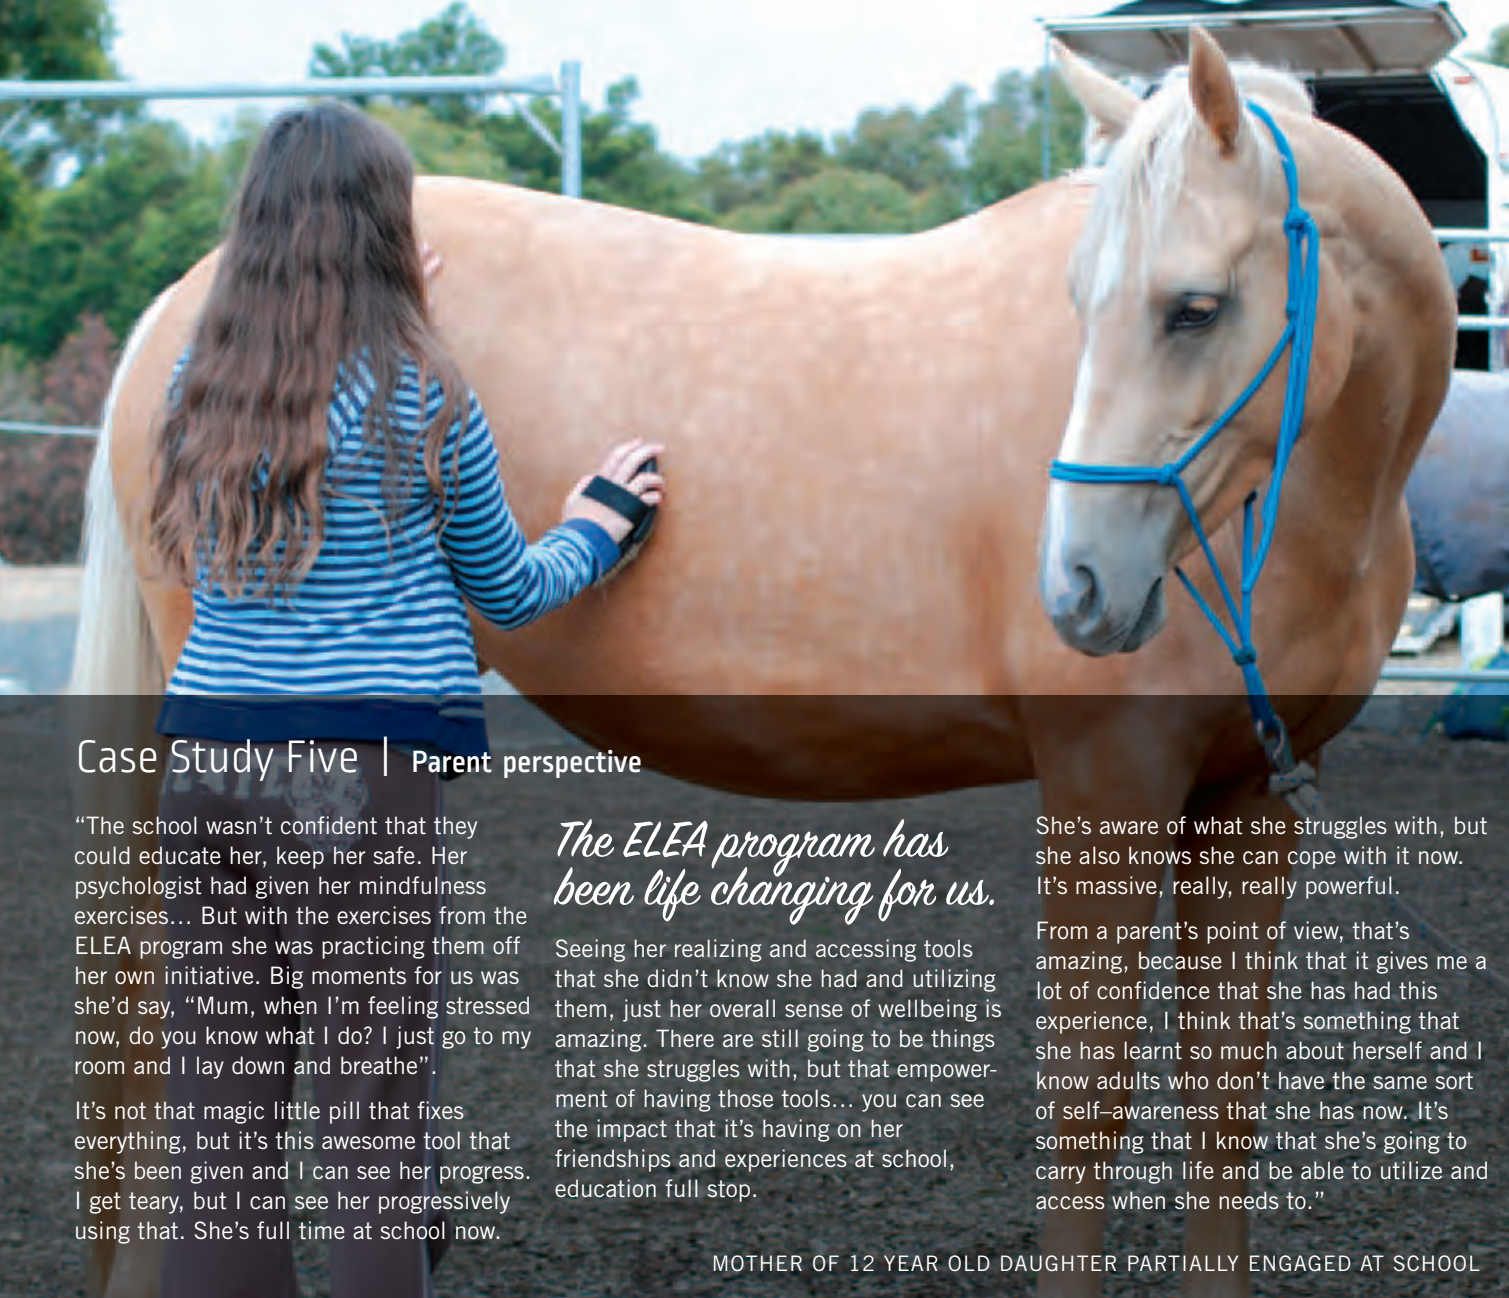 Case Study Five | Parent perspective
“The school wasn’t confident that they
could educate her, keep her safe. Her
psychologist had given her mindfulness
exercises... But with the exercises from the
ELEA program she was practicing them off
her own initiative. Big moments for us was
she’d say, “Mum, when I’m feeling stressed
now, do you know what I do? I just go to my
room and I lay down and breathe”.
It’s not that magic little pill that fixes
everything, but it’s this awesome tool that
she’s been given and I can see her progress.
I get teary, but I can see her progressively
using that. She’s full time at school now.
The ELEA program has
been life changing for us.
Seeing her realizing and accessing tools
that she didn’t know she had and utilizing
them, just her overall sense of wellbeing is
amazing. There are still going to be things
that she struggles with, but that empower-
ment of having those tools... you can see
the impact that it’s having on her
friendships and experiences at school,
education full stop.
She’s aware of what she struggles with, but
she also knows she can cope with it now.
It’s massive, really, really powerful.
From a parent’s point of view, that’s
amazing, because I think that it gives me a
lot of confidence that she has had this
experience, I think that’s something that
she has learnt so much about herself and I
know adults who don’t have the same sort
of self–awareness that she has now. It’s
something that I know that she’s going to
carry through life and be able to utilize and
access when she needs to.”
MOTHER OF 12 YEAR OLD DAUGHTER PARTIALLY ENGAGED AT SCHOOL